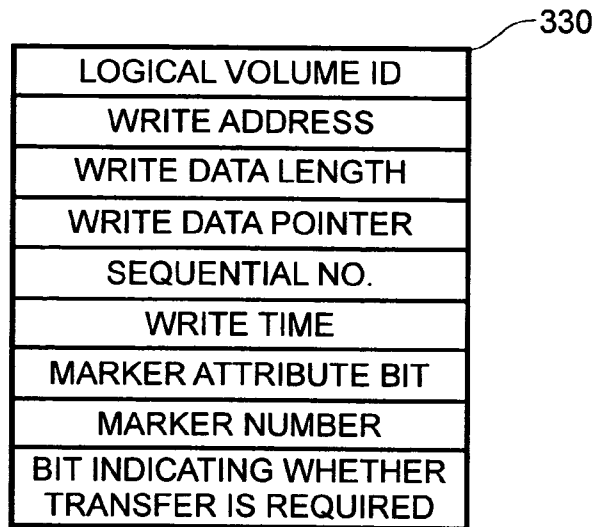 330
LOGICAL VOLUME ID
WRITE ADDRESS
WRITE DATA LENGTH
WRITE DATA POINTER
SEQUENTIAL NO.
WRITE TIME
MARKER ATTRIBUTE BIT
MARKER NUMBER
BIT INDICATING WHETHER
TRANSFER IS REQUIRED